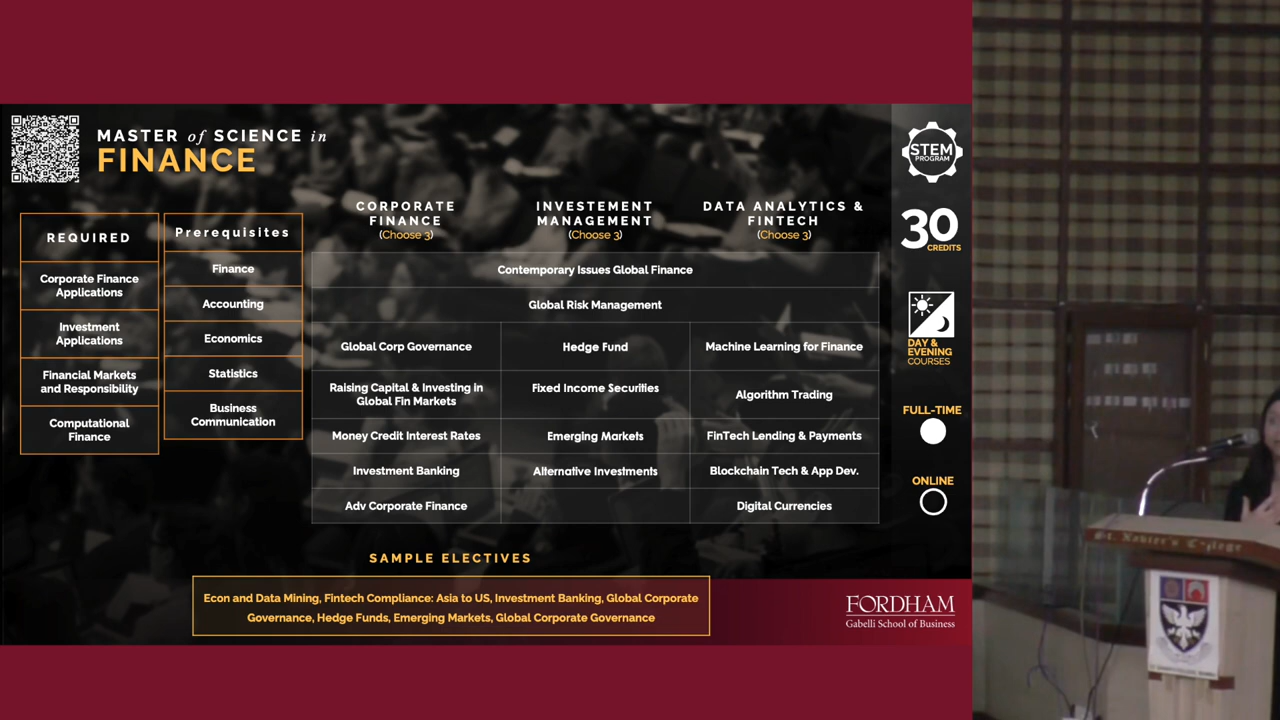 MASTER of SCIENCE in
FINANCE
REQUIRED
Corporate Finance
Applications
Investment
Applications
Financial Markets
and Responsibility
Computational
Finance
Prerequisites
Finance
Accounting
Economics
Statistics
Business
Communication
CORPORATE
FINANCE
(Choose 3)
INVESTEMENT
MANAGEMENT
(Choose 3)
DATA ANALYTICS &
FINTECH
(Choose 3)
Contemporary Issues Global Finance
Global Risk Management
Global Corp Governance
Hedge Fund
Machine Learning for Finance
Raising Capital & Investing in
Global Fin Markets
Fixed Income Securities
Algorithm Trading
Money Credit Interest Rates
Emerging Markets
FinTech Lending & Payments
Investment Banking
Alternative Investments
Blockchain Tech & App Dev.
Adv Corporate Finance
Digital Currencies
SAMPLE ELECTIVES
Econ and Data Mining, Fintech Compliance: Asia to US, Investment Banking, Global Corporate
Governance, Hedge Funds, Emerging Markets, Global Corporate Governance
STEM
PROGRAM
30
CREDITS
DAY &
EVENING
COURSES
FULL-TIME
ONLINE
FORDHAM
Gabelli School of Business
St. Xavier's College